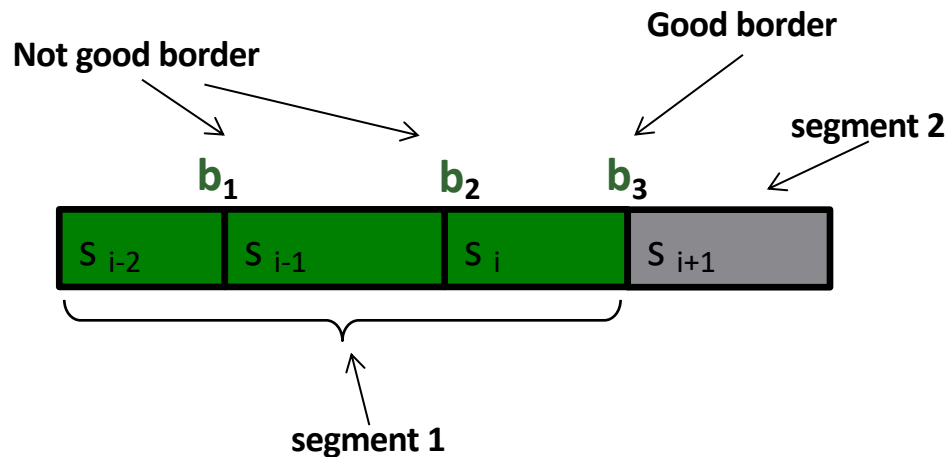 Good border
Not good border
segment 2
b1 b2 b3
s i-2 s i-1 s i s i+1
segment 1